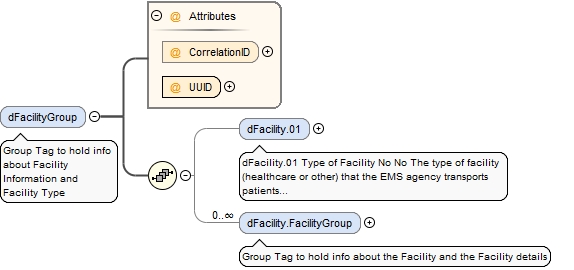 @ Attributes
@ CorrelationID
@ UUID
dFacilityGroup
Group Tag to hold info
about Facility
Information and
Facility Type
dFacility.01
dFacility.01 Type of Facility No No The type of facility
(healthcare or other) that the EMS agency transports
patients...
0..∞
dFacility.FacilityGroup
Group Tag to hold info about the Facility and the Facility details